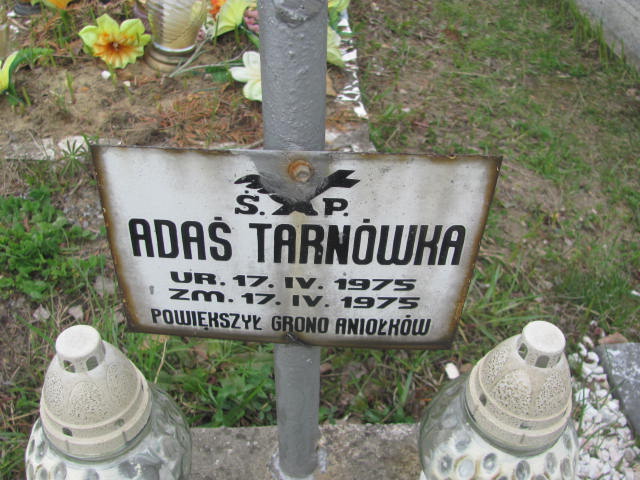 Ś. P.
ADAŚ TARNÓWKA
UR. 17. IV. 1975
ZM. 17. IV. 1975
POWIĘKSZYŁ GRONO ANIOŁKÓW